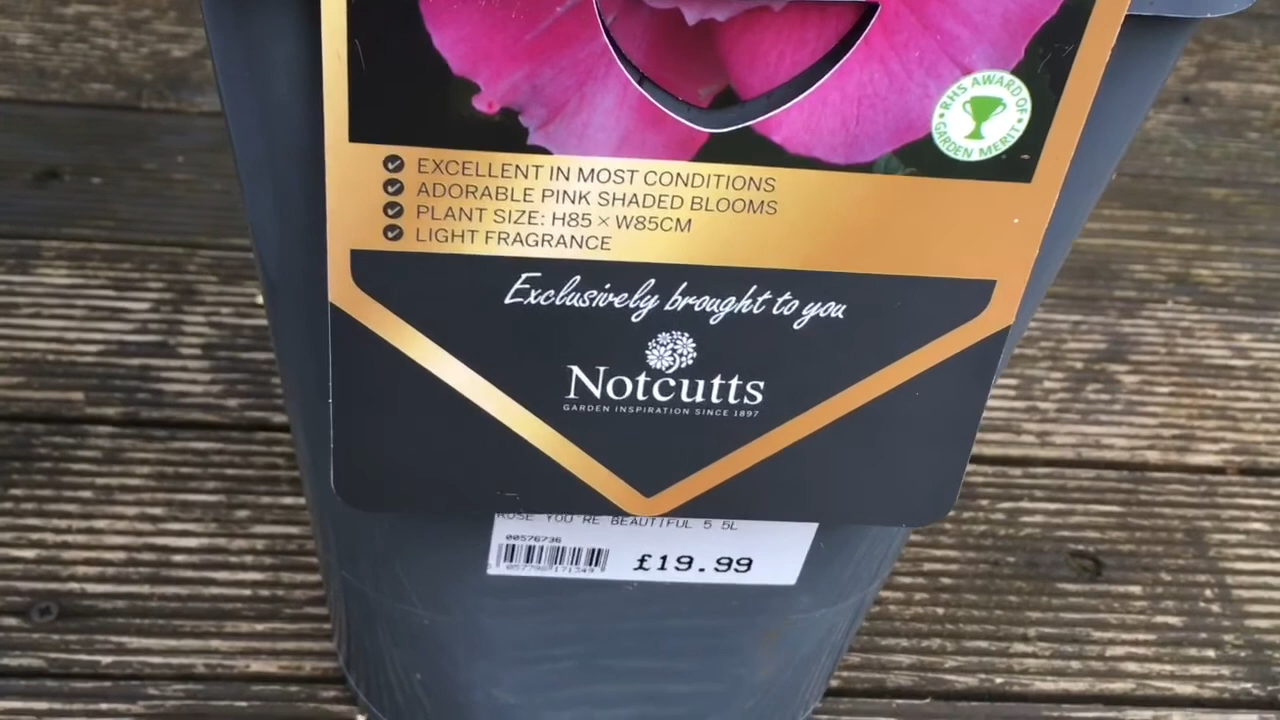 RHS AWARD OF
GARDEN MERIT
EXCELLENT IN MOST CONDITIONS
ADORABLE PINK SHADED BLOOMS
PLANT SIZE: H85 × W85CM
LIGHT FRAGRANCE
Exclusively brought to you
Notcutts
GARDEN INSPIRATION SINCE 1897
ROSE YOU'RE BEAUTIFUL 5 5L
00576736
£19.99